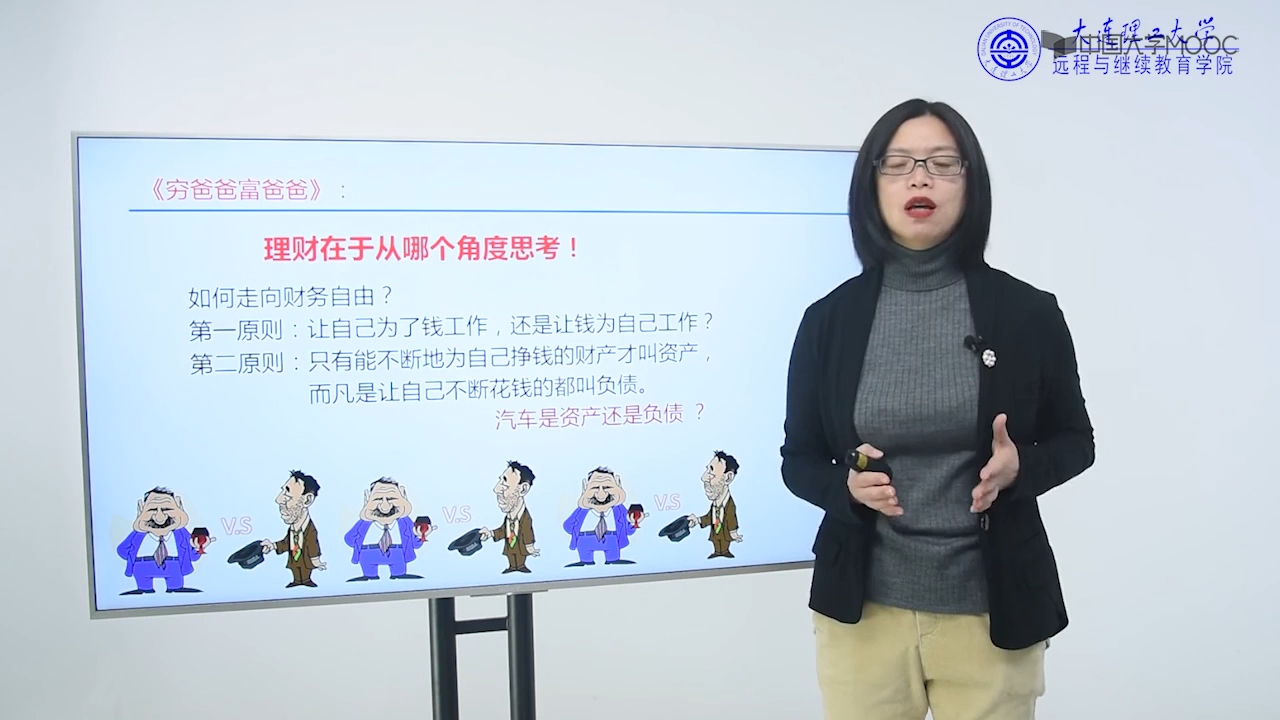 大连理工大学
中国大学MOOC
远程与继续教育学院
《穷爸爸富爸爸》：
理财在于从哪个角度思考！
如何走向财务自由？
第一原则：让自己为了钱工作，还是让钱为自己工作？
第二原则：只有能不断地为自己挣钱的财产才叫资产，
而凡是让自己不断花钱的都叫负债。
汽车是资产还是负债 ？
V.S
V.S
V.S